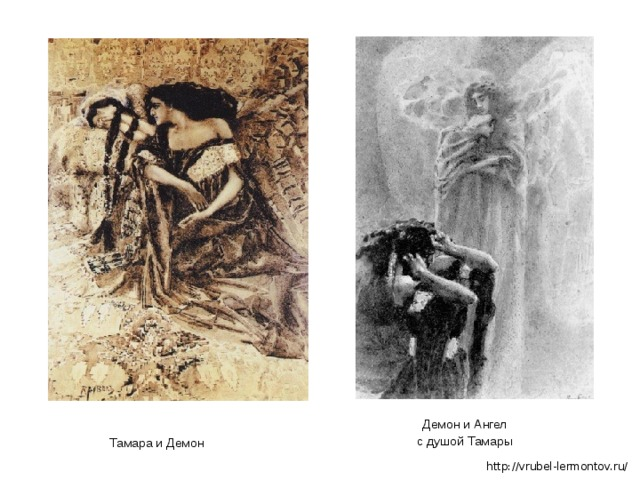 Тамара и Демон
Демон и Ангел
с душой Тамары
http://vrubel-lermontov.ru/